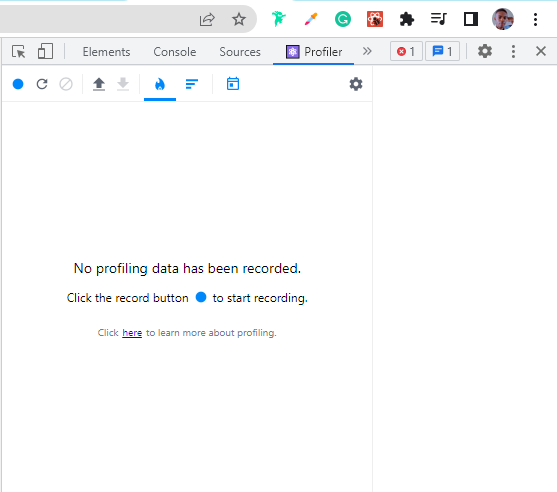 Elements Console Sources Profiler » 1 1
No profiling data has been recorded.
Click the record button to start recording.
Click here to learn more about profiling.